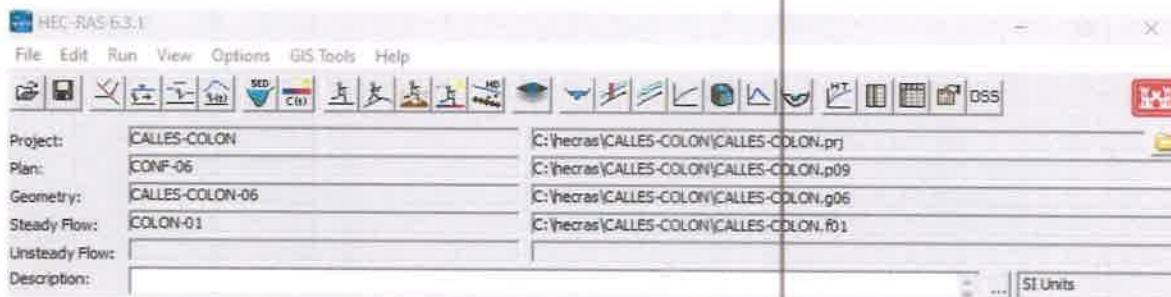 HEC-RAS 6.3.1
File Edit Run View Options GIS Tools Help
SED C(t) HD HT DSS
Project: CALLES-COLON C:\hecras\CALLES-COLON\CALLES-COLON.prj
Plan: CONF-06 C:\hecras\CALLES-COLON\CALLES-COLON.p09
Geometry: CALLES-COLON-06 C:\hecras\CALLES-COLON\CALLES-COLON.g06
Steady Flow: COLON-01 C:\hecras\CALLES-COLON\CALLES-COLON.f01
Unsteady Flow:
Description: ... SI Units